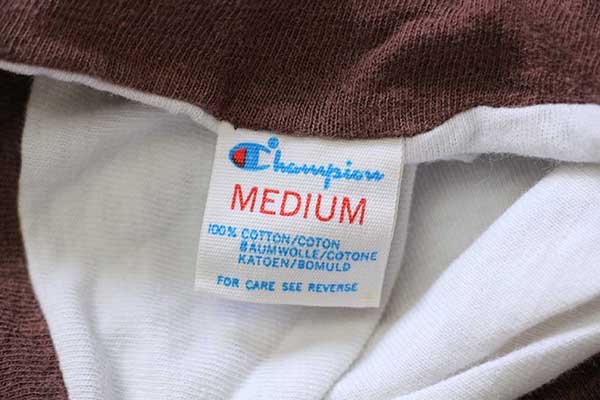 Champion
MEDIUM
100% COTTON/COTON
BAUMWOLLE/COTONE
KATOEN/BOMULD
FOR CARE SEE REVERSE